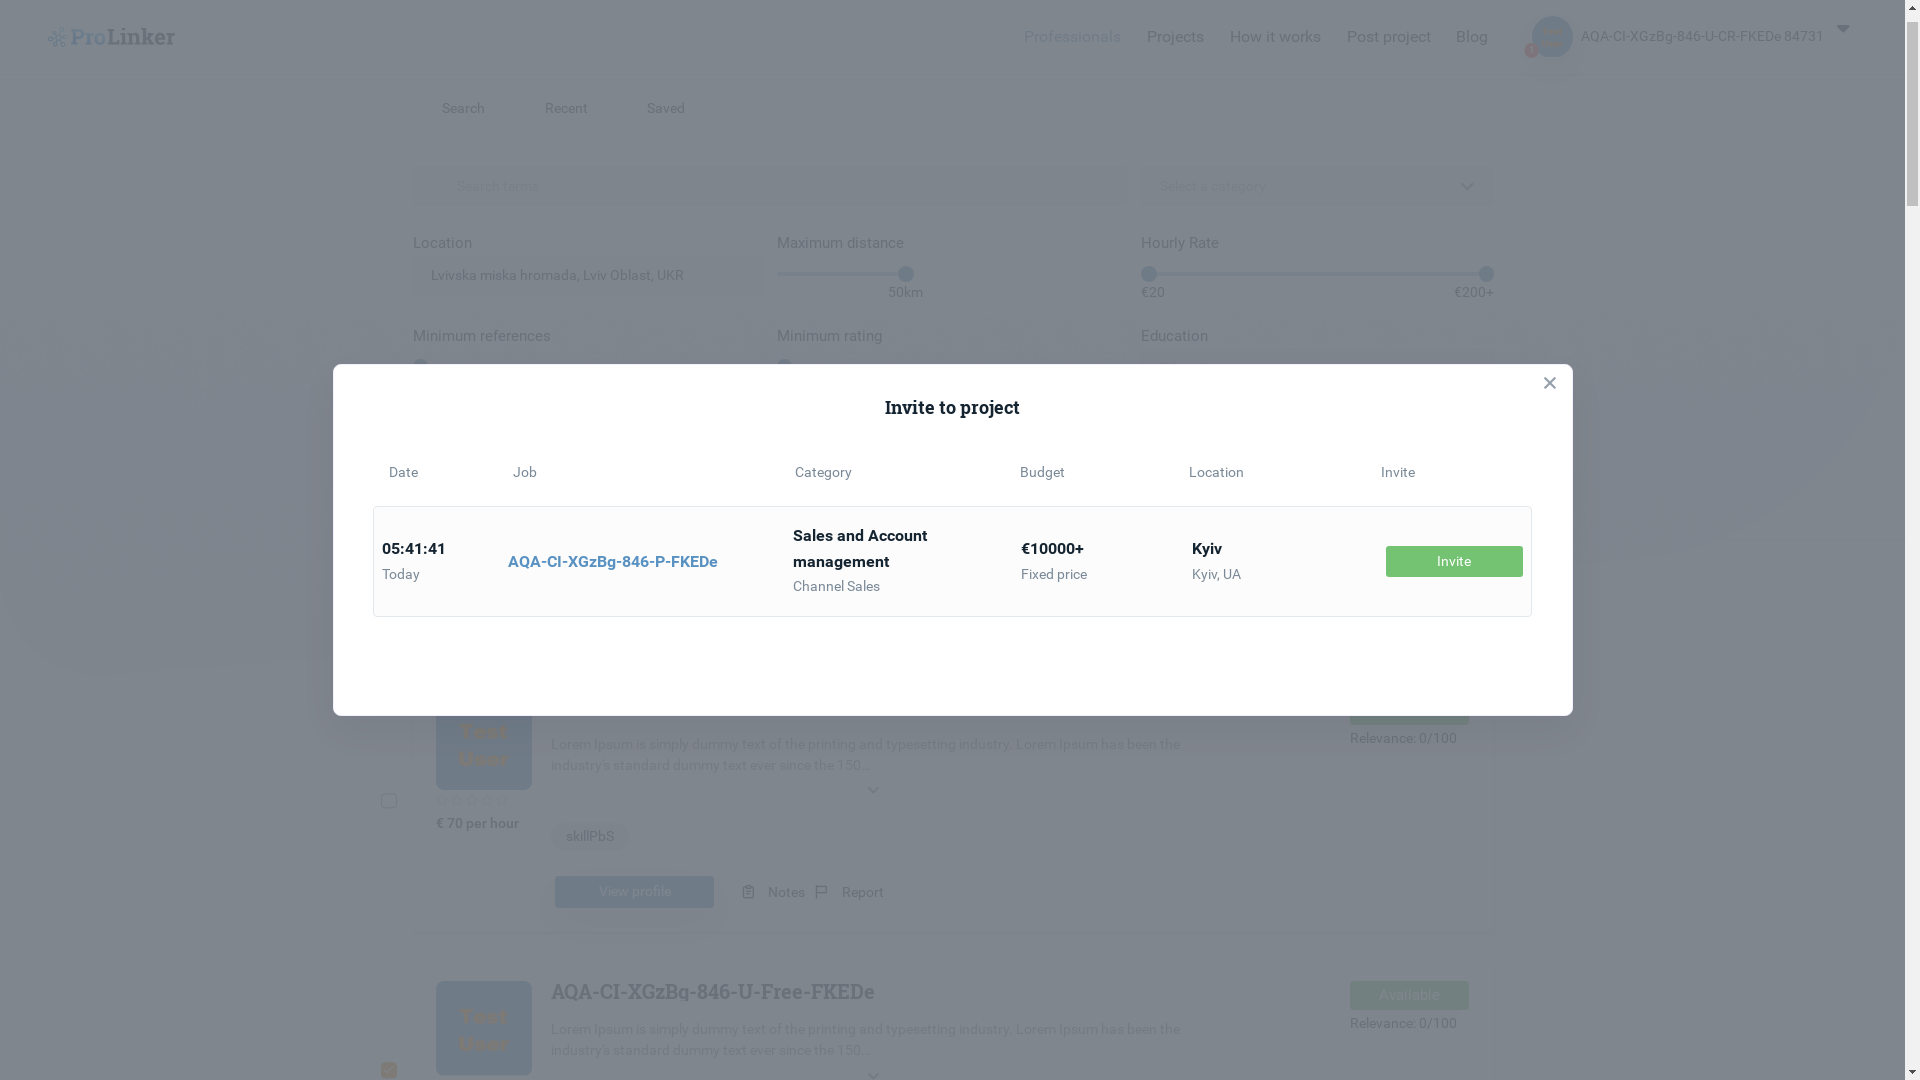 ProLinker
Professionals Projects How it works Post project Blog 1 AQA-CI-XGzBg-846-U-CR-FKEDe 84731
Search Recent Saved
Search terms Select a category
Location Maximum distance Hourly Rate
Lvivska miska hromada, Lviv Oblast, UKR
50km €20 €200+
Minimum references Minimum rating Education
Invite to project
Date Job Category Budget Location Invite
05:41:41
Today
AQA-CI-XGzBg-846-P-FKEDe
Sales and Account
management
Channel Sales
€10000+
Fixed price
Kyiv
Kyiv, UA
Invite
Test
User
Lorem Ipsum is simply dummy text of the printing and typesetting industry. Lorem Ipsum has been the
industry's standard dummy text ever since the 150...
Relevance: 0/100
€ 70 per hour
skillPbS
View profile Notes Report
Test
User
AQA-CI-XGzBg-846-U-Free-FKEDe
Available
Lorem Ipsum is simply dummy text of the printing and typesetting industry. Lorem Ipsum has been the
industry's standard dummy text ever since the 150...
Relevance: 0/100